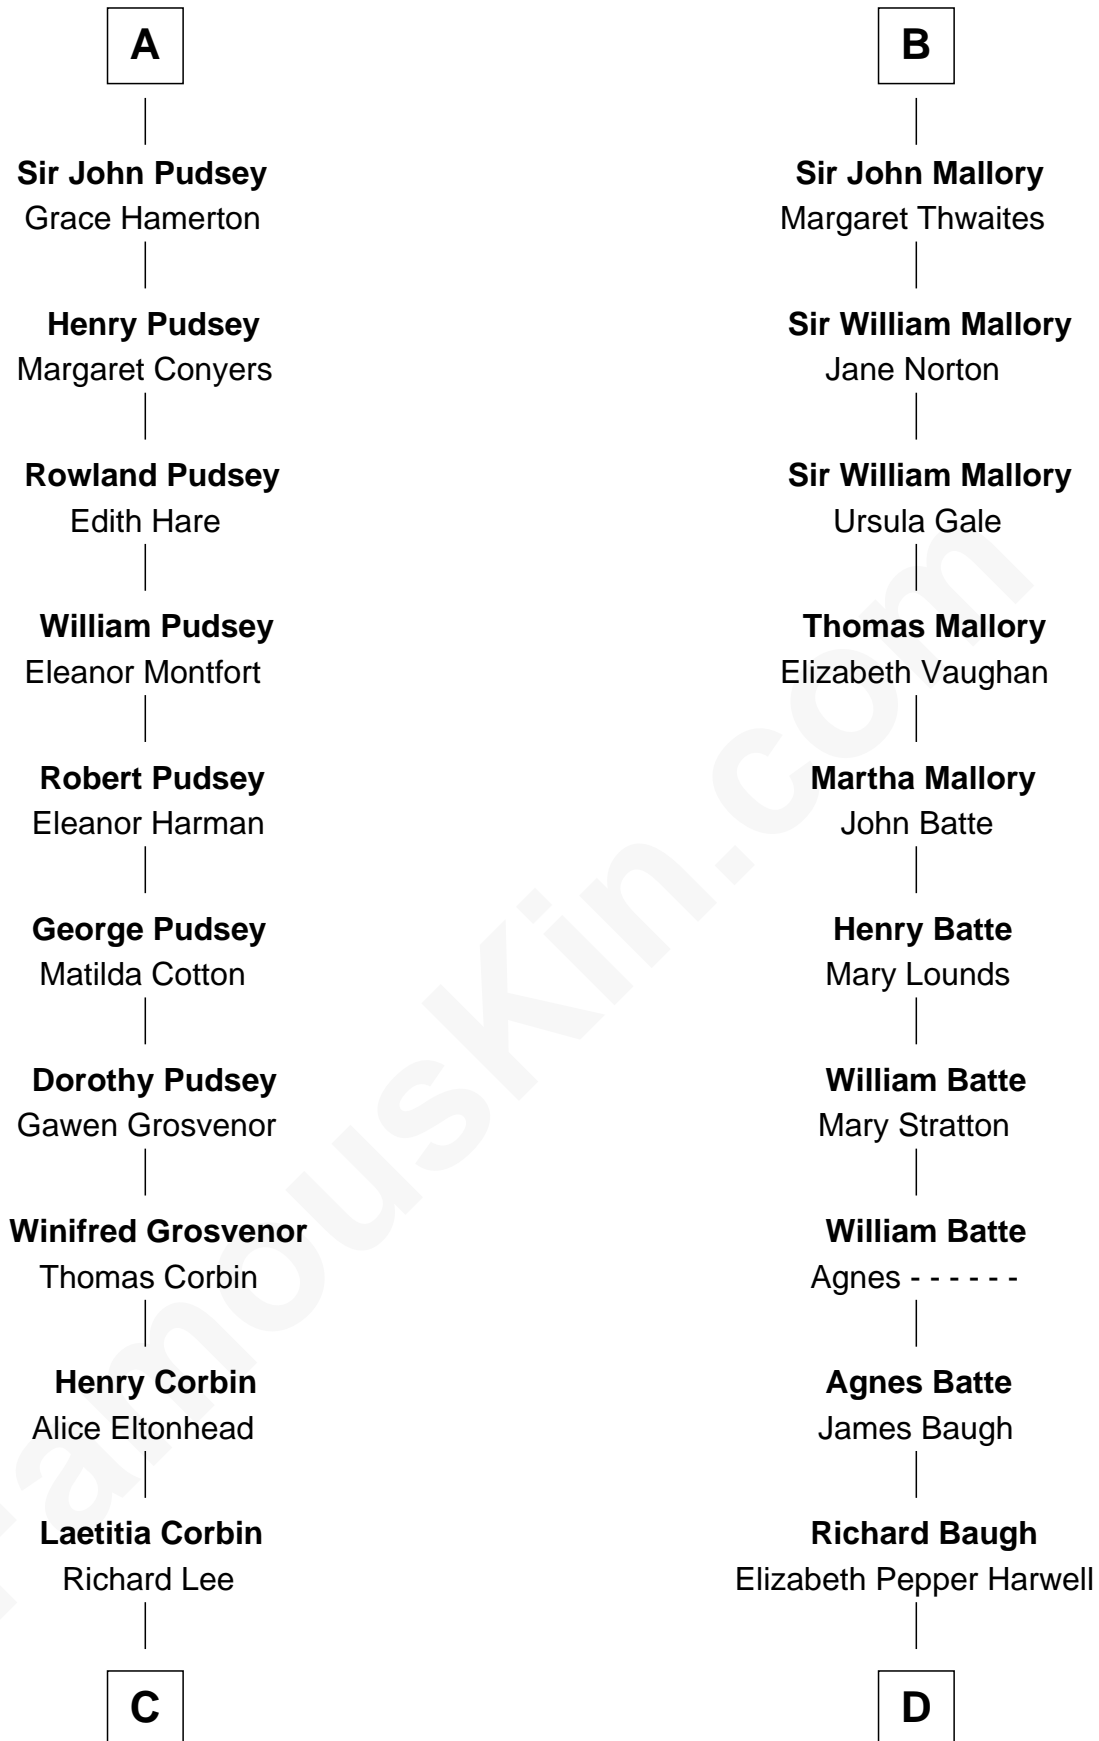 A
Sir John Pudsey
Grace Hamerton
Henry Pudsey
Margaret Conyers
Rowland Pudsey
Edith Hare
William Pudsey
Eleanor Montfort
Robert Pudsey
Eleanor Harman
George Pudsey
Matilda Cotton
Dorothy Pudsey
Gawen Grosvenor
Winifred Grosvenor
Thomas Corbin
Henry Corbin
Alice Eltonhead
Laetitia Corbin
Richard Lee
C
B
Sir John Mallory
Margaret Thwaites
Sir William Mallory
Jane Norton
Sir William Mallory
Ursula Gale
Thomas Mallory
Elizabeth Vaughan
Martha Mallory
John Batte
Henry Batte
Mary Lounds
William Batte
Mary Stratton
William Batte
Agnes - - - - - -
Agnes Batte
James Baugh
Richard Baugh
Elizabeth Pepper Harwell
D
FamousKin.com